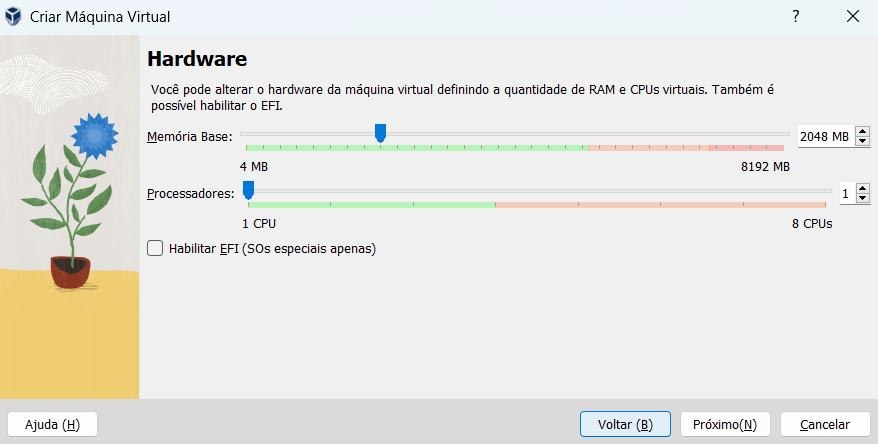 Criar Máquina Virtual
?
Hardware
Você pode alterar o hardware da máquina virtual definindo a quantidade de RAM e CPUs virtuais. Também é
possível habilitar o EFI.
Memória Base:
2048 MB
4 MB
8192 MB
Processadores:
1
1 CPU
8 CPUs
Habilitar EFI (SOs especiais apenas)
Ajuda (H)
Voltar (B)
Próximo(N)
Cancelar